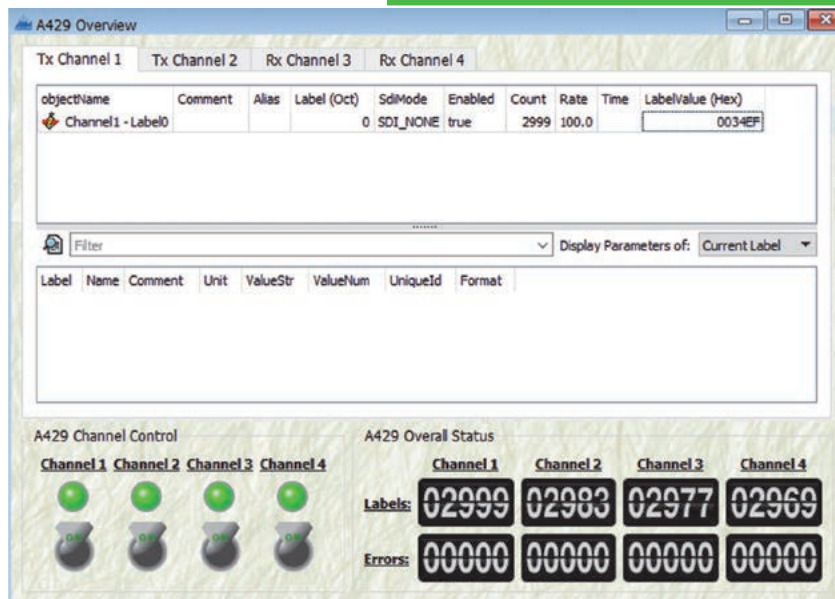 A429 Overview
Tx Channel 1 Tx Channel 2 Rx Channel 3 Rx Channel 4
objectName Comment Alias Label (Oct) SdiMode Enabled Count Rate Time LabelValue (Hex)
Channel1 - Label0 0 SDI_NONE true 2999 100.0 0034EF
Filter Display Parameters of: Current Label
Label Name Comment Unit ValueStr ValueNum UniqueId Format
A429 Channel Control A429 Overall Status
Channel 1 Channel 2 Channel 3 Channel 4 Channel 1 Channel 2 Channel 3 Channel 4
Labels: 02999 02983 02977 02969
ON ON ON ON
Errors: 00000 00000 00000 00000